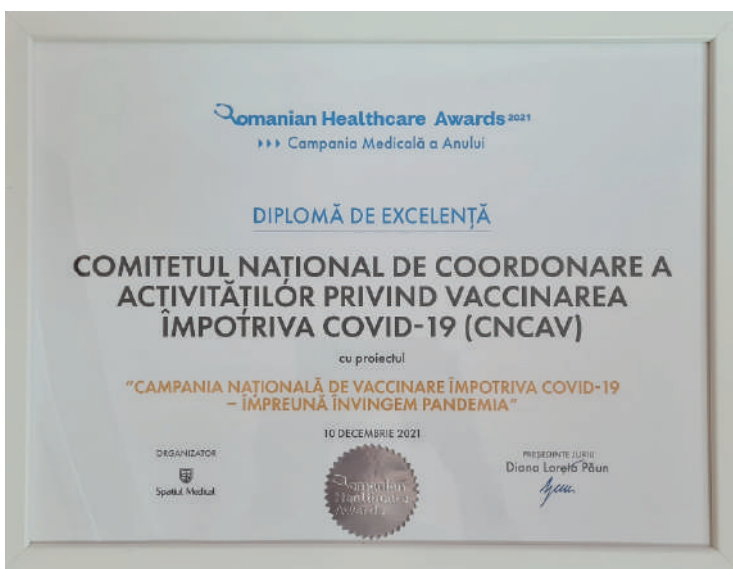 Romanian Healthcare Awards 2021
Campania Medicală a Anului
DIPLOMĂ DE EXCELENȚĂ
COMITETUL NAȚIONAL DE COORDONARE A
ACTIVITĂȚILOR PRIVIND VACCINAREA
ÎMPOTRIVA COVID-19 (CNCAV)
cu proiectul
"CAMPANIA NAȚIONALĂ DE VACCINARE ÎMPOTRIVA COVID-19
– ÎMPREUNĂ ÎNVINGEM PANDEMIA"
10 DECEMBRIE 2021
ORGANIZATOR
Spațiul Medical
PREȘEDINTE JURIU
Diana Loreta Păun
Romanian
Healthcare
Awards